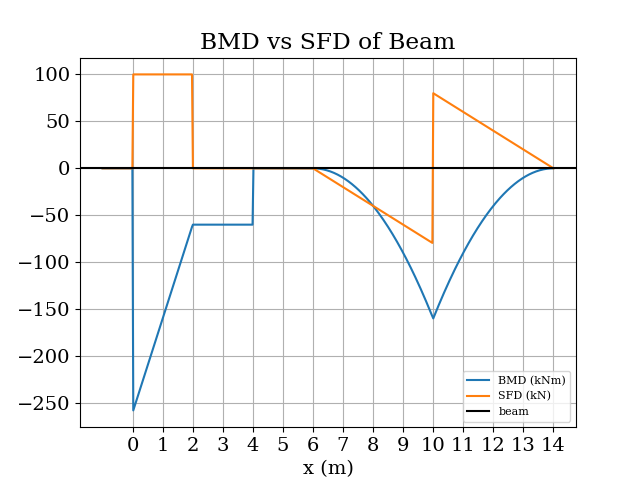 BMD vs SFD of Beam
100
50
0
−50
−100
−150
−200
−250
BMD (kNm)
SFD (kN)
beam
0 1 2 3 4 5 6 7 8 9 10 11 12 13 14
x (m)